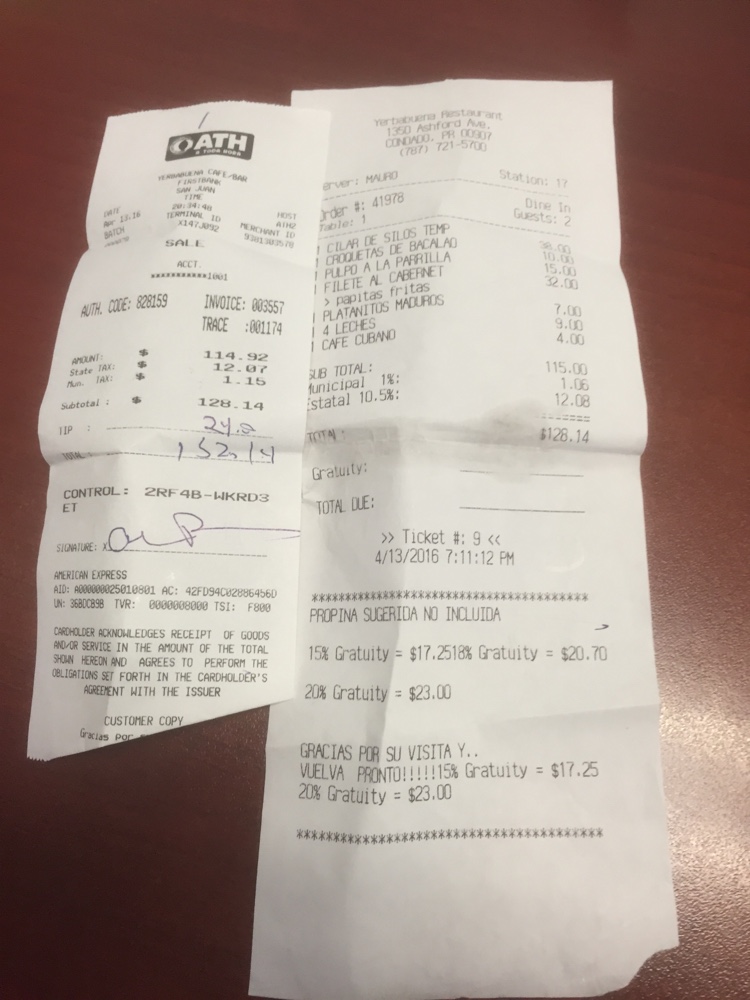 ATH
A TODA HORA
YERBABUENA CAFE/BAR
FIRSTBANK
SAN JUAN
DATE TIME HOST
Apr 13,16 20:34:48 ATH2
BATCH TERMINAL ID MERCHANT ID
X147J092
SALE
ACCT.
***********1001
AUTH. CODE: 828159 INVOICE: 003557
TRACE :001174
AMOUNT: $ 114.92
State TAX: $ 12.07
Mun. TAX: $ 1.15
Subtotal : $ 128.14
TIP :
TOTAL : 152.14
CONTROL: 2RF4B-WKRD3
ET
SIGNATURE: X
AMERICAN EXPRESS
AID: A000000025010801 AC: 42FD94C02886456D
UN: 36BDC89B TVR: 0000008000 TSI: F800
CARDHOLDER ACKNOWLEDGES RECEIPT OF GOODS
AND/OR SERVICE IN THE AMOUNT OF THE TOTAL
SHOWN HEREON AND AGREES TO PERFORM THE
OBLIGATIONS SET FORTH IN THE CARDHOLDER'S
AGREEMENT WITH THE ISSUER
CUSTOMER COPY
Gracias Por
Yerbabuena Restaurant
1350 Ashford Ave.
CONDADO, PR 00907
(787) 721-5700
erver: MAURO Station: 17
Order #: 41978 Dine In
Table: 1 Guests: 2
1 CILAR DE SILOS TEMP 38.00
1 CROQUETAS DE BACALAO 10.00
1 PULPO A LA PARRILLA 15.00
1 FILETE AL CABERNET 32.00
> papitas fritas
1 PLATANITOS MADUROS 7.00
1 4 LECHES 9.00
1 CAFE CUBANO 4.00
SUB TOTAL: 115.00
Municipal 1%: 1.06
Estatal 10.5%: 12.08
=======
TOTAL: $128.14
Gratuity:
TOTAL DUE:
>> Ticket #: 9 <<
4/13/2016 7:11:12 PM
****************************************
PROPINA SUGERIDA NO INCLUIDA
15% Gratuity = $17.2518% Gratuity = $20.70
20% Gratuity = $23.00
GRACIAS POR SU VISITA Y..
VUELVA PRONTO!!!!!15% Gratuity = $17.25
20% Gratuity = $23.00
****************************************